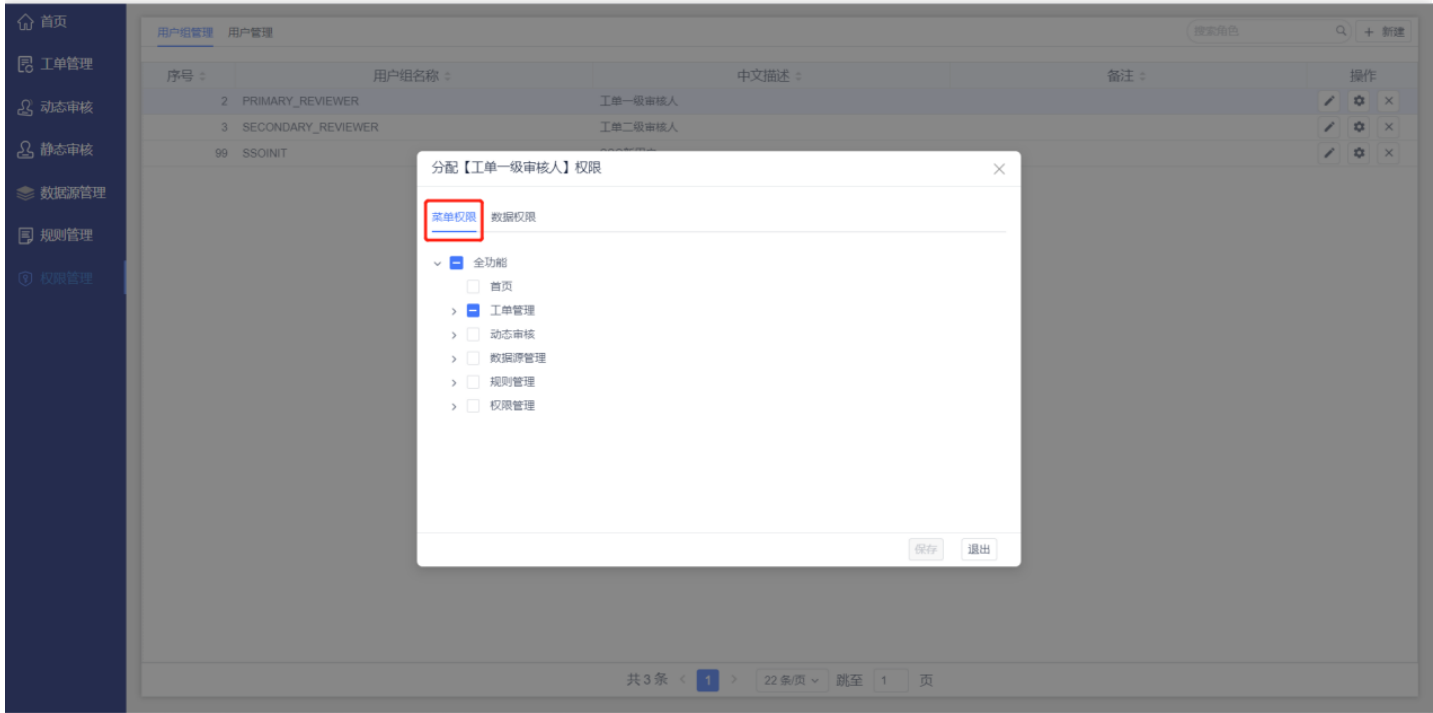 首页
工单管理
动态审核
静态审核
数据源管理
规则管理
权限管理
用户组管理 用户管理 搜索角色 + 新建
序号 用户组名称 中文描述 备注 操作
2 PRIMARY_REVIEWER 工单一级审核人
3 SECONDARY_REVIEWER 工单二级审核人
99 SSOINIT
分配【工单一级审核人】权限
菜单权限 数据权限
全功能
首页
工单管理
动态审核
数据源管理
规则管理
权限管理
保存 退出
共 3 条 1 22 条/页 跳至 1 页